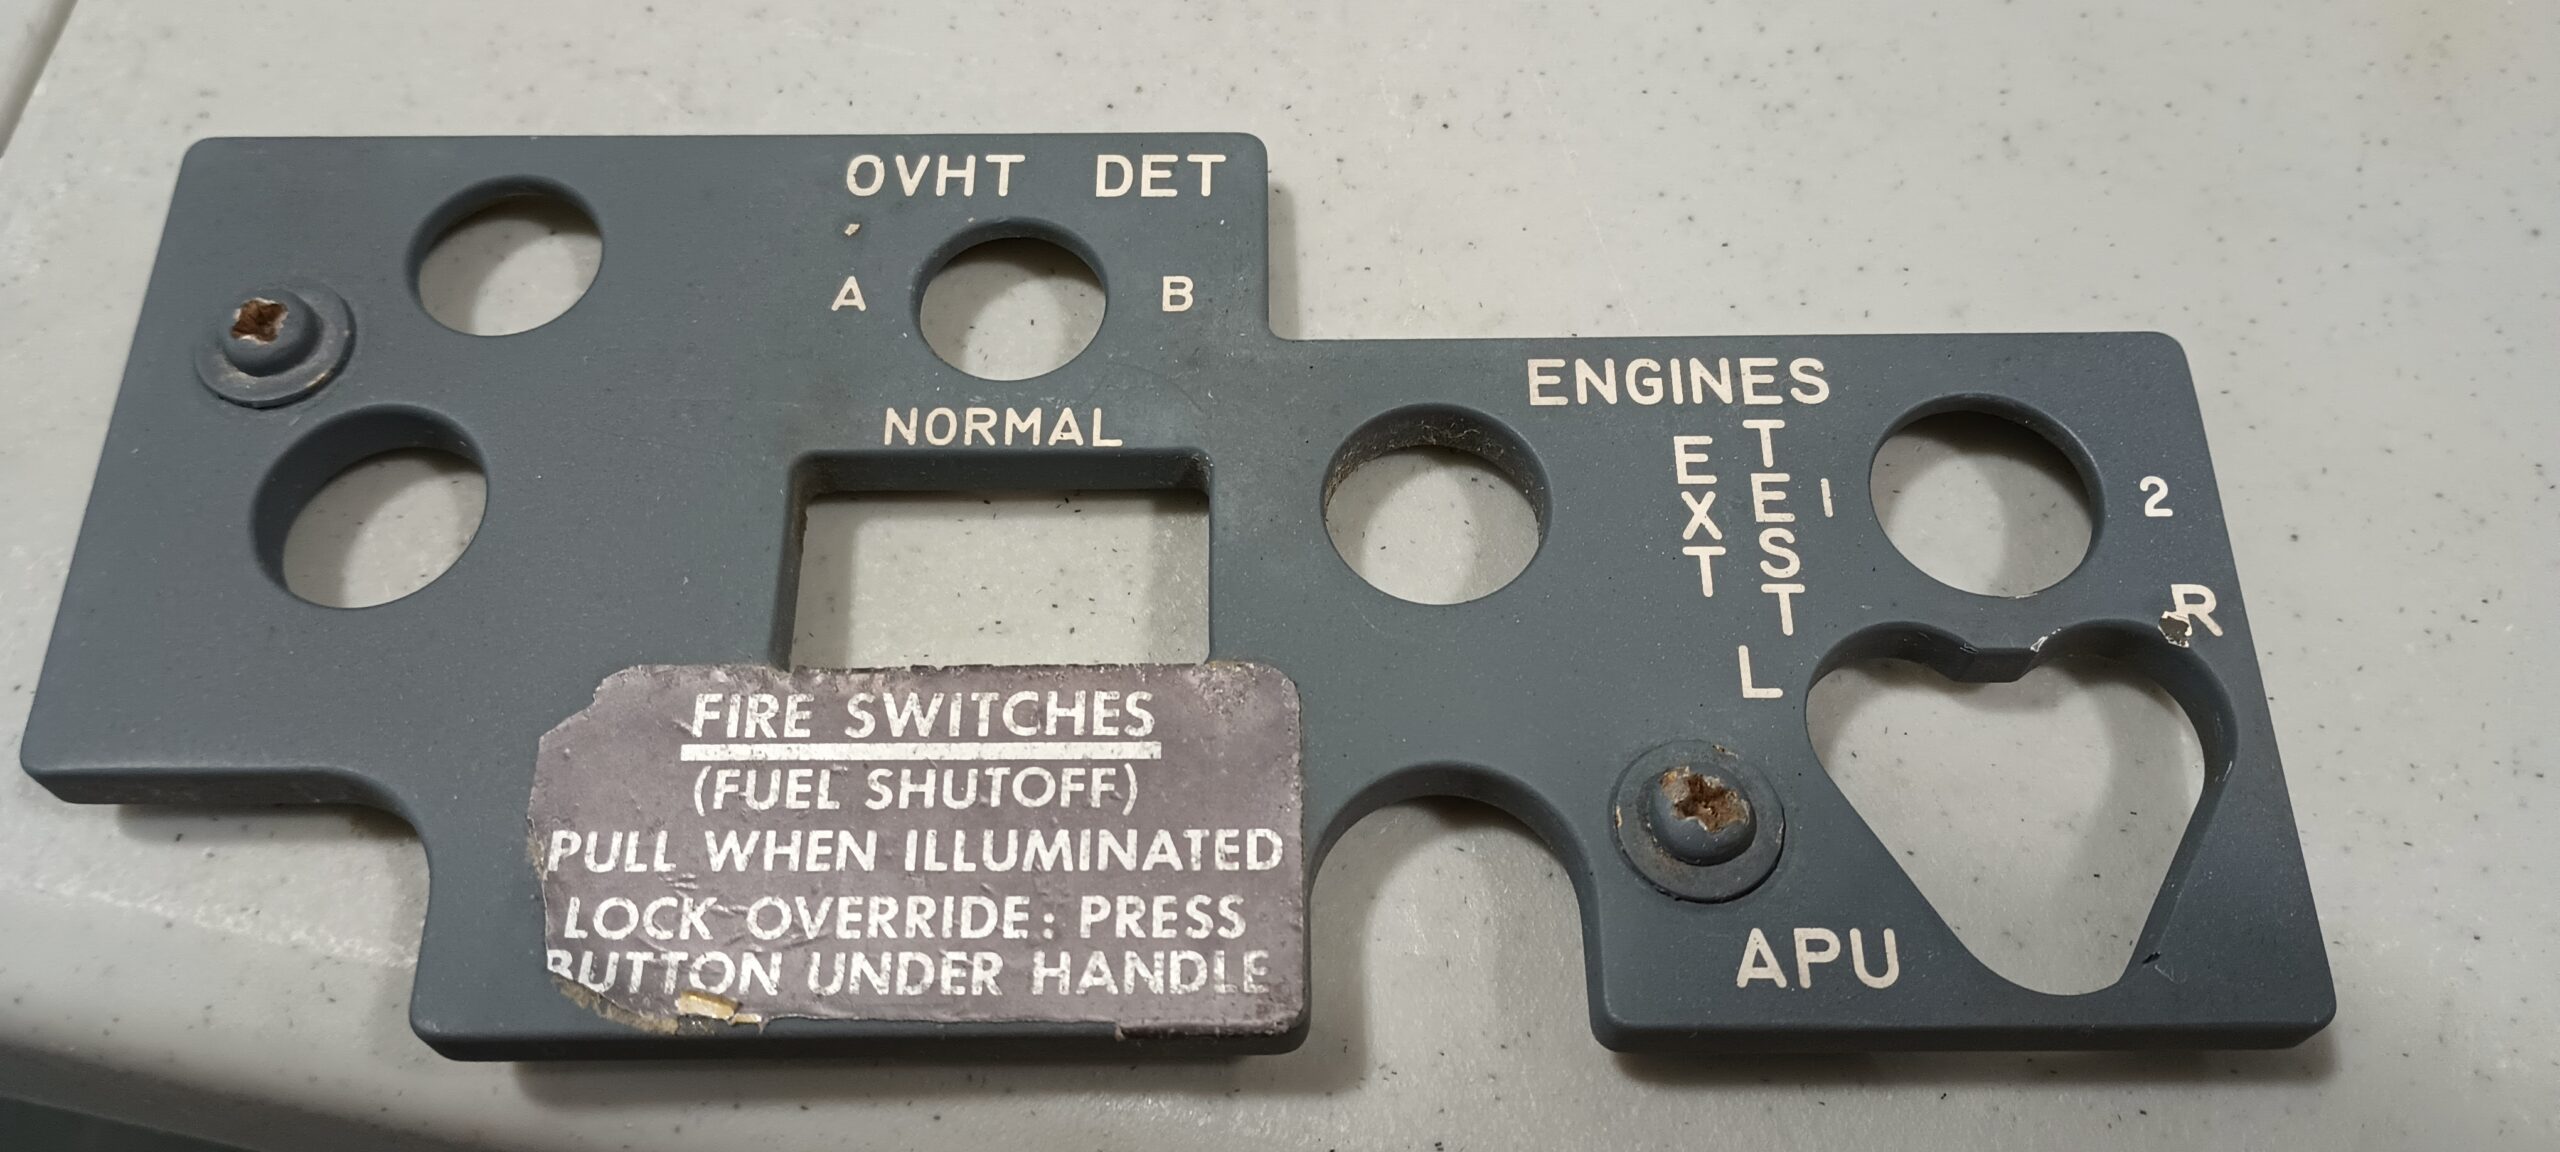 OVHT DET
A B
NORMAL
ENGINES
EXT
TEST
1 2
L R
FIRE SWITCHES
(FUEL SHUTOFF)
PULL WHEN ILLUMINATED
LOCK OVERRIDE: PRESS
BUTTON UNDER HANDLE
APU